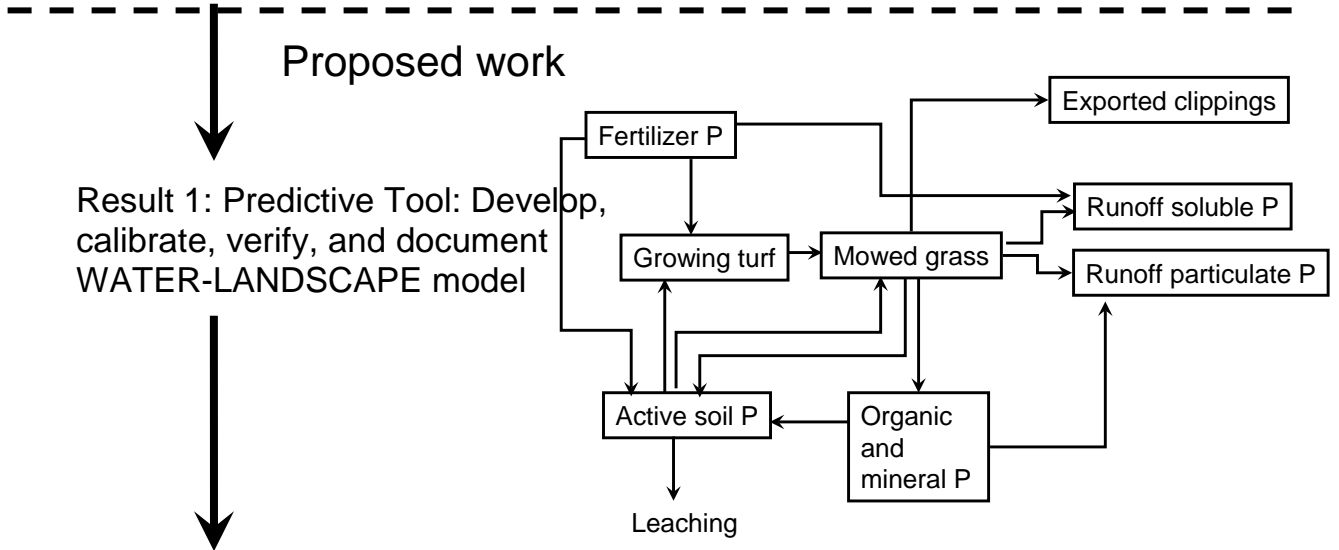 Proposed work
Result 1: Predictive Tool: Develop,
calibrate, verify, and document
WATER-LANDSCAPE model
Exported clippings
Fertilizer P
Runoff soluble P
Growing turf
Mowed grass
Runoff particulate P
Active soil P
Organic
and
mineral P
Leaching